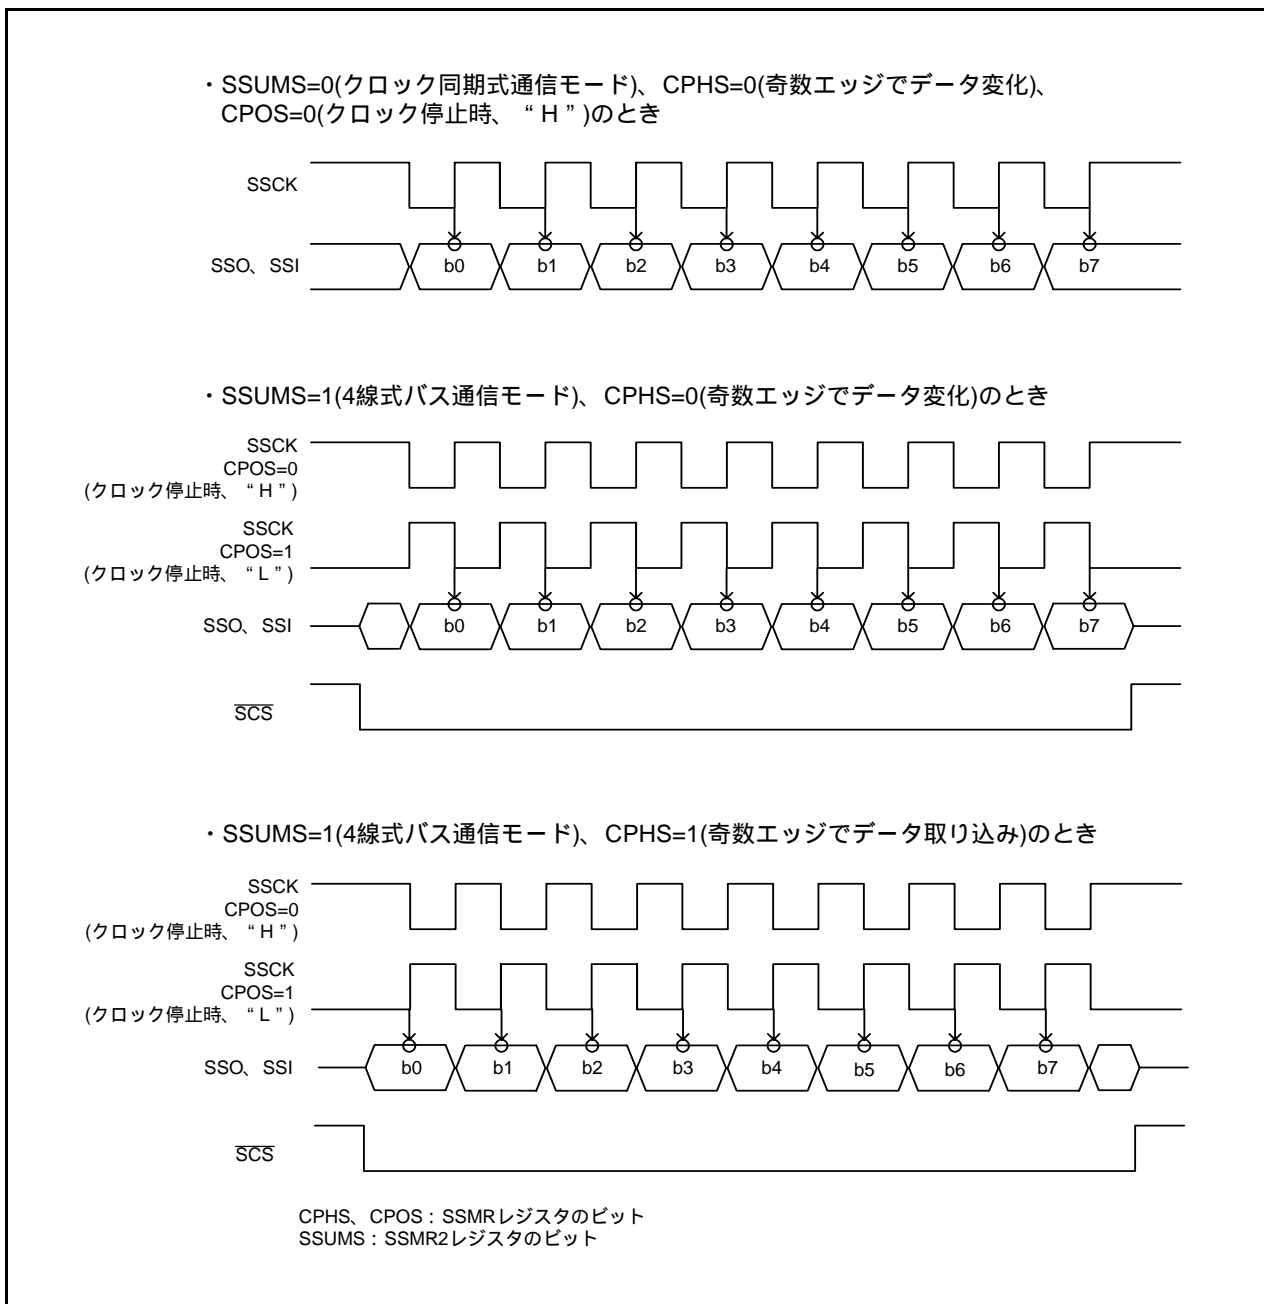 ・SSUMS=0(クロック同期式通信モード)、CPHS=0(奇数エッジでデータ変化)、
CPOS=0(クロック停止時、“H”)のとき
SSCK
SSO、SSI
b0 b1 b2 b3 b4 b5 b6 b7
・SSUMS=1(4線式バス通信モード)、CPHS=0(奇数エッジでデータ変化)のとき
SSCK
CPOS=0
(クロック停止時、“H”)
SSCK
CPOS=1
(クロック停止時、“L”)
SSO、SSI
b0 b1 b2 b3 b4 b5 b6 b7
SCS
・SSUMS=1(4線式バス通信モード)、CPHS=1(奇数エッジでデータ取り込み)のとき
SSCK
CPOS=0
(クロック停止時、“H”)
SSCK
CPOS=1
(クロック停止時、“L”)
SSO、SSI
b0 b1 b2 b3 b4 b5 b6 b7
SCS
CPHS、CPOS：SSMRレジスタのビット
SSUMS：SSMR2レジスタのビット